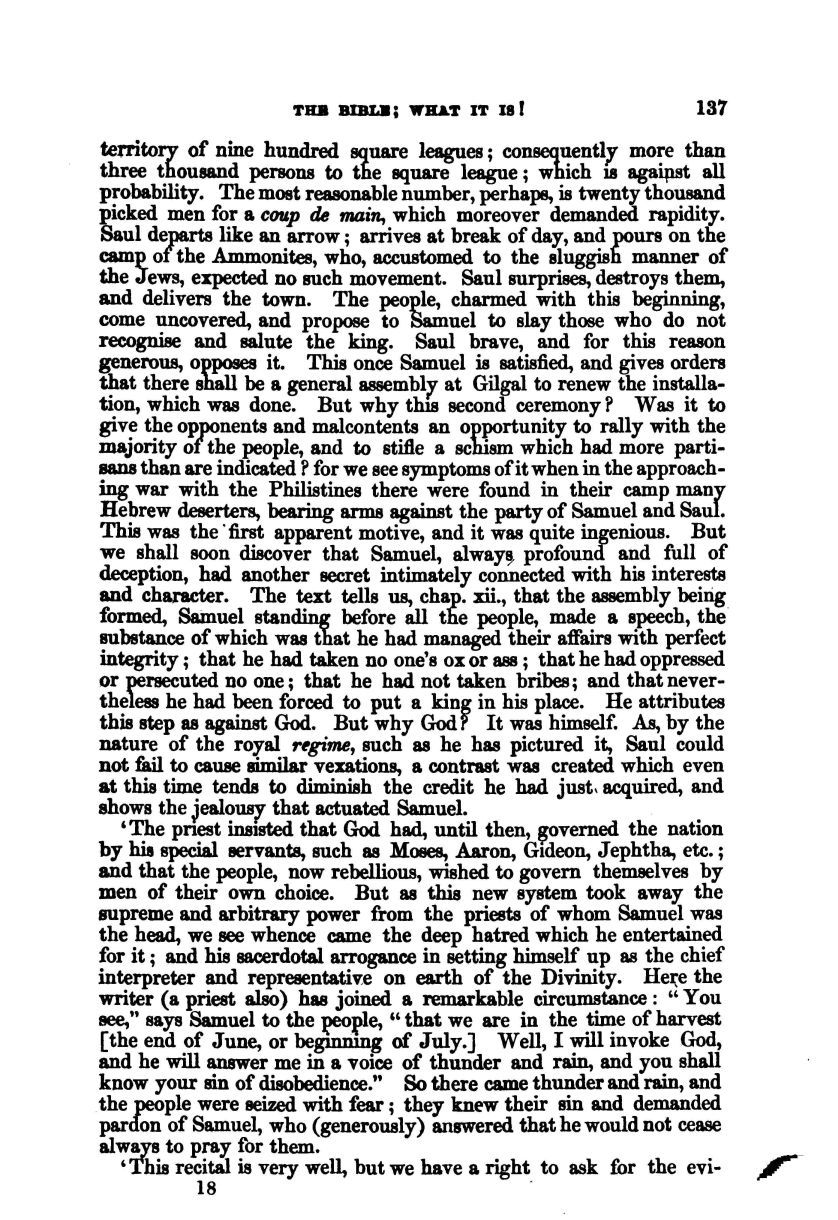 THE BIBLE; WHAT IT IS! 137
territory of nine hundred square leagues; consequently more than
three thousand persons to the square league; which is against all
probability. The most reasonable number, perhaps, is twenty thousand
picked men for a coup de main, which moreover demanded rapidity.
Saul departs like an arrow; arrives at break of day, and pours on the
camp of the Ammonites, who, accustomed to the sluggish manner of
the Jews, expected no such movement. Saul surprises, destroys them,
and delivers the town. The people, charmed with this beginning,
come uncovered, and propose to Samuel to slay those who do not
recognise and salute the king. Saul brave, and for this reason
generous, opposes it. This once Samuel is satisfied, and gives orders
that there shall be a general assembly at Gilgal to renew the installa-
tion, which was done. But why this second ceremony? Was it to
give the opponents and malcontents an opportunity to rally with the
majority of the people, and to stifle a schism which had more parti-
sans than are indicated? for we see symptoms of it when in the approach-
ing war with the Philistines there were found in their camp many
Hebrew deserters, bearing arms against the party of Samuel and Saul.
This was the first apparent motive, and it was quite ingenious. But
we shall soon discover that Samuel, always profound and full of
deception, had another secret intimately connected with his interests
and character. The text tells us, chap. xii., that the assembly being
formed, Samuel standing before all the people, made a speech, the
substance of which was that he had managed their affairs with perfect
integrity; that he had taken no one's ox or ass; that he had oppressed
or persecuted no one; that he had not taken bribes; and that never-
theless he had been forced to put a king in his place. He attributes
this step as against God. But why God? It was himself. As, by the
nature of the royal regime, such as he has pictured it, Saul could
not fail to cause similar vexations, a contrast was created which even
at this time tends to diminish the credit he had just acquired, and
shows the jealousy that actuated Samuel.
'The priest insisted that God had, until then, governed the nation
by his special servants, such as Moses, Aaron, Gideon, Jephtha, etc.;
and that the people, now rebellious, wished to govern themselves by
men of their own choice. But as this new system took away the
supreme and arbitrary power from the priests of whom Samuel was
the head, we see whence came the deep hatred which he entertained
for it; and his sacerdotal arrogance in setting himself up as the chief
interpreter and representative on earth of the Divinity. Here the
writer (a priest also) has joined a remarkable circumstance: "You
see," says Samuel to the people, "that we are in the time of harvest
[the end of June, or beginning of July.] Well, I will invoke God,
and he will answer me in a voice of thunder and rain, and you shall
know your sin of disobedience." So there came thunder and rain, and
the people were seized with fear; they knew their sin and demanded
pardon of Samuel, who (generously) answered that he would not cease
always to pray for them.
'This recital is very well, but we have a right to ask for the evi-
18